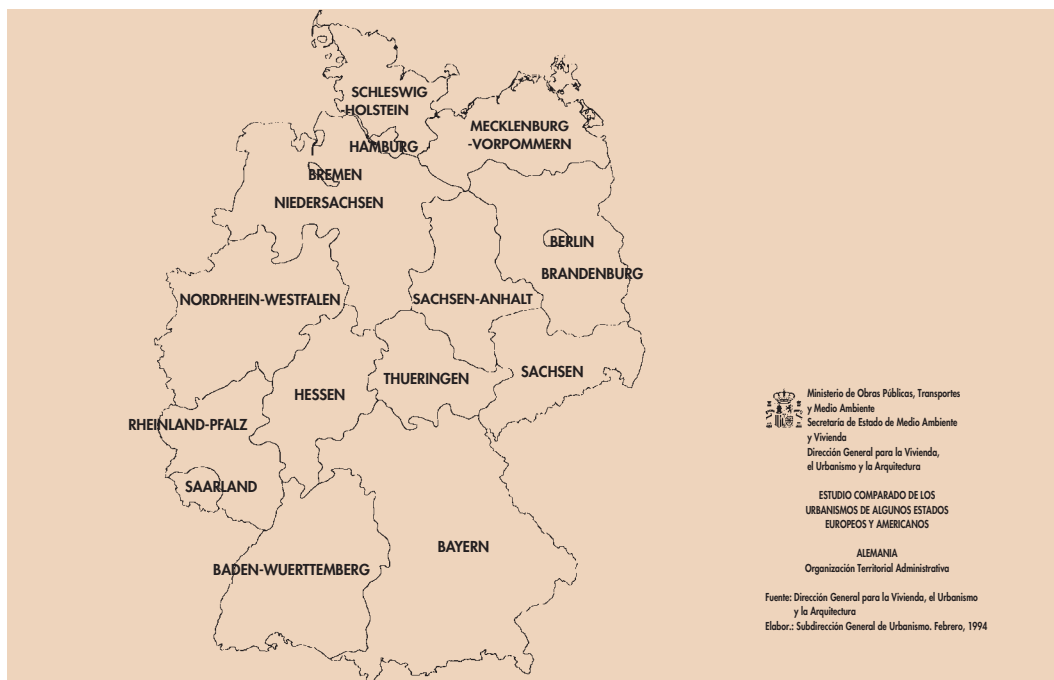 SCHLESWIG
-HOLSTEIN
MECKLENBURG
-VORPOMMERN
HAMBURG
BREMEN
NIEDERSACHSEN
BERLIN
BRANDENBURG
NORDRHEIN-WESTFALEN
SACHSEN-ANHALT
SACHSEN
THUERINGEN
HESSEN
RHEINLAND-PFALZ
SAARLAND
BAYERN
BADEN-WUERTTEMBERG
Ministerio de Obras Públicas, Transportes
y Medio Ambiente
Secretaría de Estado de Medio Ambiente
y Vivienda
Dirección General para la Vivienda,
el Urbanismo y la Arquitectura
ESTUDIO COMPARADO DE LOS
URBANISMOS DE ALGUNOS ESTADOS
EUROPEOS Y AMERICANOS
ALEMANIA
Organización Territorial Administrativa
Fuente: Dirección General para la Vivienda, el Urbanismo
y la Arquitectura
Elabor.: Subdirección General de Urbanismo. Febrero, 1994